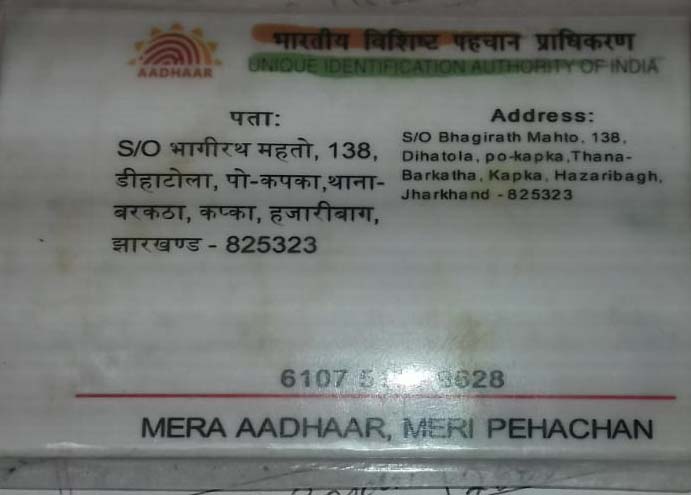 भारतीय विशिष्ट पहचान प्राधिकरण
AADHAAR
UNIQUE IDENTIFICATION AUTHORITY OF INDIA
पता:
S/O भागीरथ महतो, 138,
डीहाटोला, पो-कपका,थाना-
बरकठा, कप्का, हजारीबाग,
झारखण्ड - 825323
Address:
S/O Bhagirath Mahto, 138,
Dihatola, po-kapka,Thana-
Barkatha, Kapka, Hazaribagh,
Jharkhand - 825323
6107
MERA AADHAAR, MERI PEHACHAN